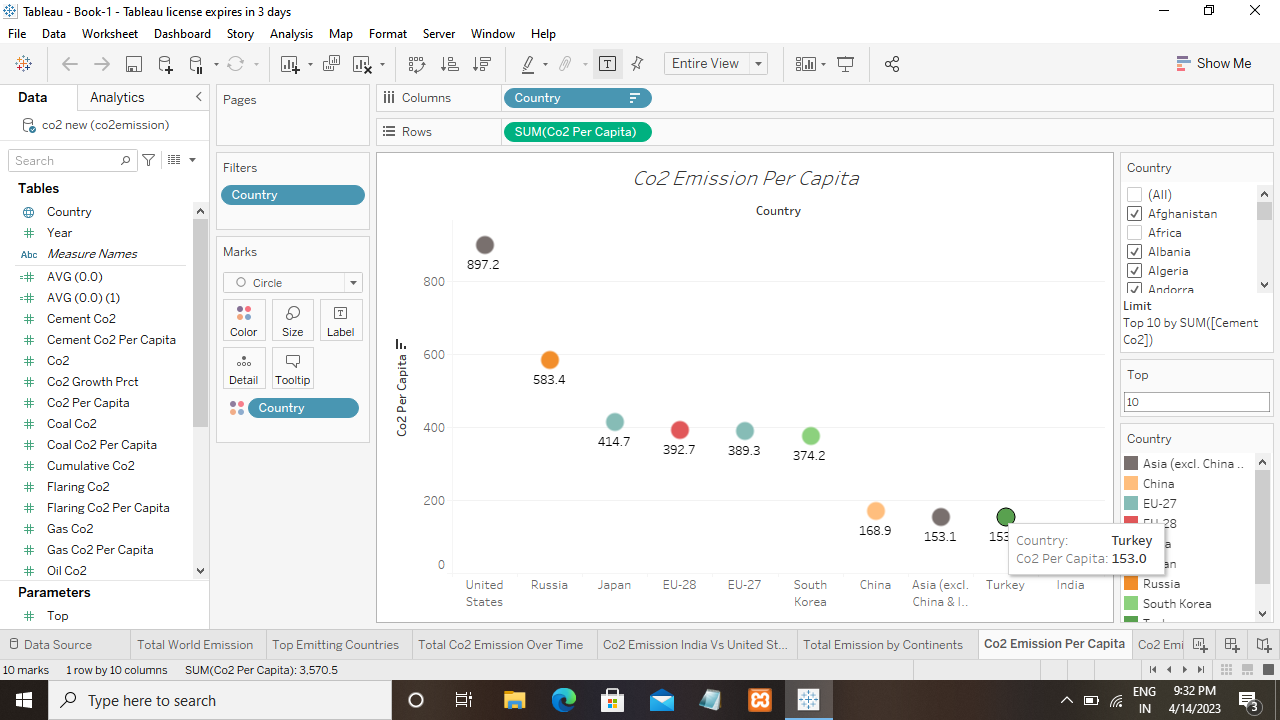 Tableau - Book-1 - Tableau license expires in 3 days
File Data Worksheet Dashboard Story Analysis Map Format Server Window Help
Entire View
Show Me
Data Analytics
co2 new (co2emission)
Search
Tables
Country
Year
Abc Measure Names
AVG (0.0)
AVG (0.0) (1)
Cement Co2
Cement Co2 Per Capita
Co2
Co2 Growth Prct
Co2 Per Capita
Coal Co2
Coal Co2 Per Capita
Cumulative Co2
Flaring Co2
Flaring Co2 Per Capita
Gas Co2
Gas Co2 Per Capita
Oil Co2
Parameters
Top
Pages
Filters
Country
Marks
Circle
Color Size Label
Detail Tooltip
Country
Columns Country
Rows SUM(Co2 Per Capita)
Co2 Emission Per Capita
Country
Co2 Per Capita
800
600
400
200
0
897.2
583.4
414.7
392.7
389.3
374.2
168.9
153.1
Country: Turkey
Co2 Per Capita: 153.0
United States
Russia
Japan
EU-28
EU-27
South Korea
China
Asia (excl. China & I..
Turkey
India
Country
(All)
Afghanistan
Africa
Albania
Algeria
Andorra
Limit
Top 10 by SUM([Cement
Co2])
Top
10
Country
Asia (excl. China ..
China
EU-27
EU-28
Russia
South Korea
Data Source Total World Emission Top Emitting Countries Total Co2 Emission Over Time Co2 Emission India Vs United St... Total Emission by Continents Co2 Emission Per Capita Co2 Emi
10 marks 1 row by 10 columns SUM(Co2 Per Capita): 3,570.5
Type here to search
ENG
IN
9:32 PM
4/14/2023
3